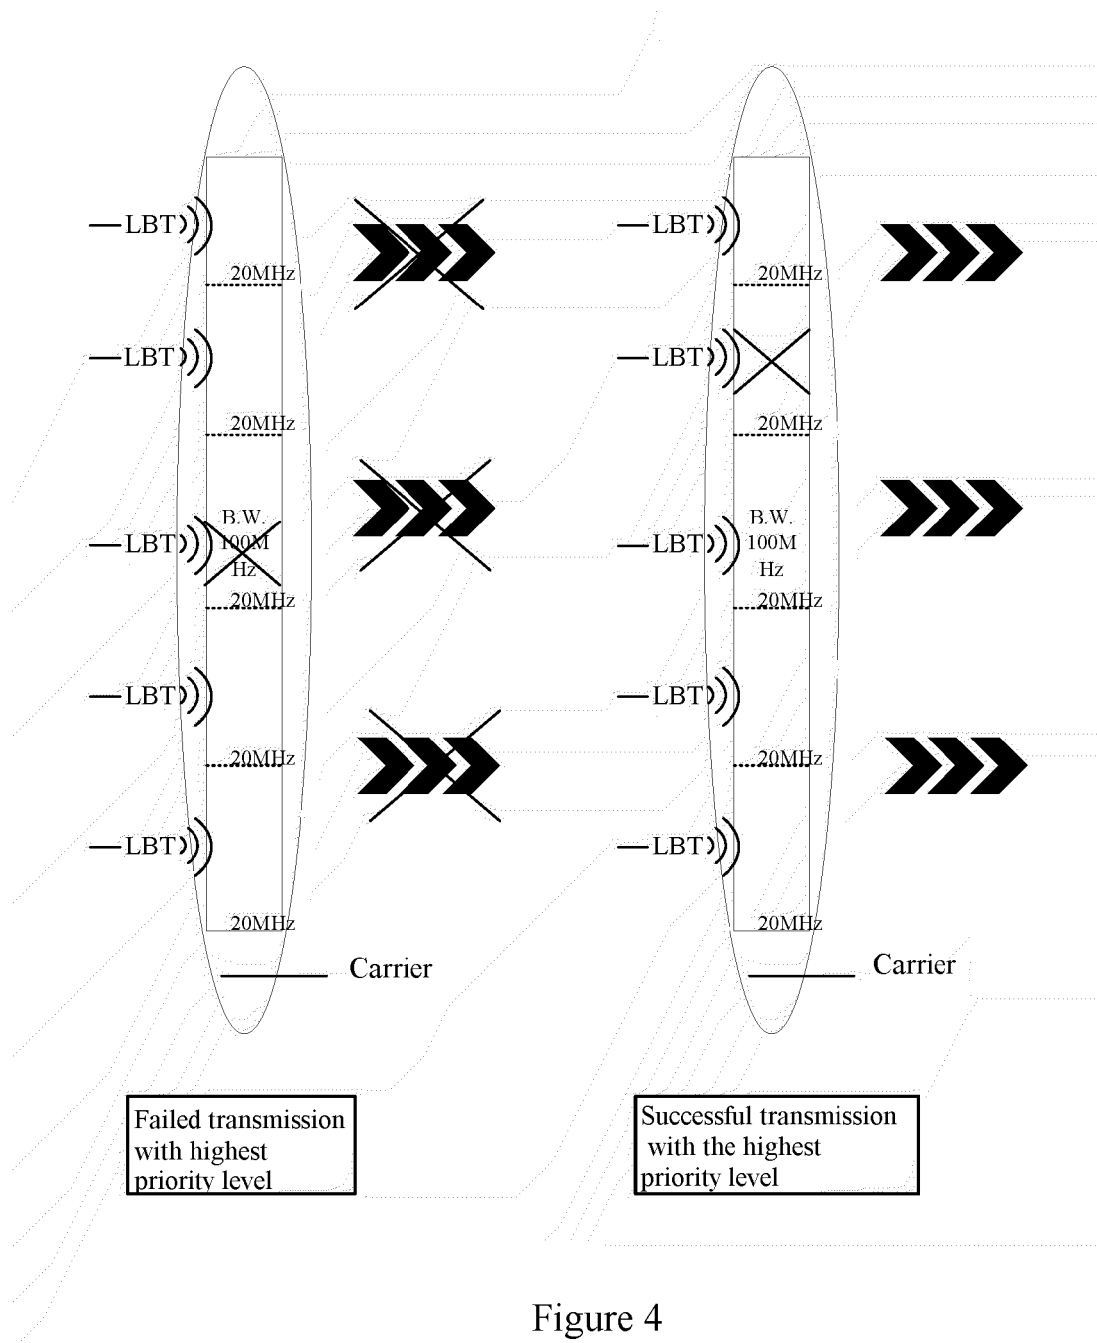 LBT
20MHz
LBT
20MHz
B.W.
100M
Hz
LBT
20MHz
LBT
20MHz
LBT
20MHz
Carrier
Failed transmission
with highest
priority level
LBT
20MHz
LBT
20MHz
B.W.
100M
Hz
LBT
20MHz
LBT
20MHz
LBT
20MHz
Carrier
Successful transmission
with the highest
priority level
Figure 4